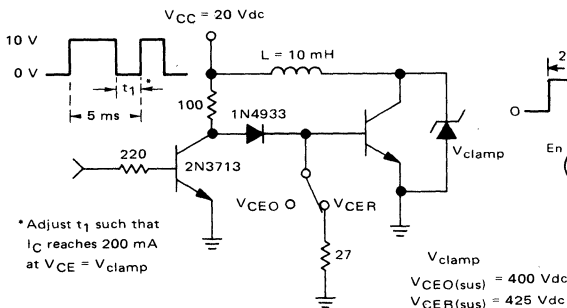 VCC = 20 Vdc
10 V
0 V
t1*
5 ms
L = 10 mH
100
1N4933
2
O
220
2N3713
Vclamp
En
VCEO
VCER
27
*Adjust t1 such that
IC reaches 200 mA
at VCE = Vclamp
Vclamp
VCEO(sus) = 400 Vdc
VCER(sus) = 425 Vdc